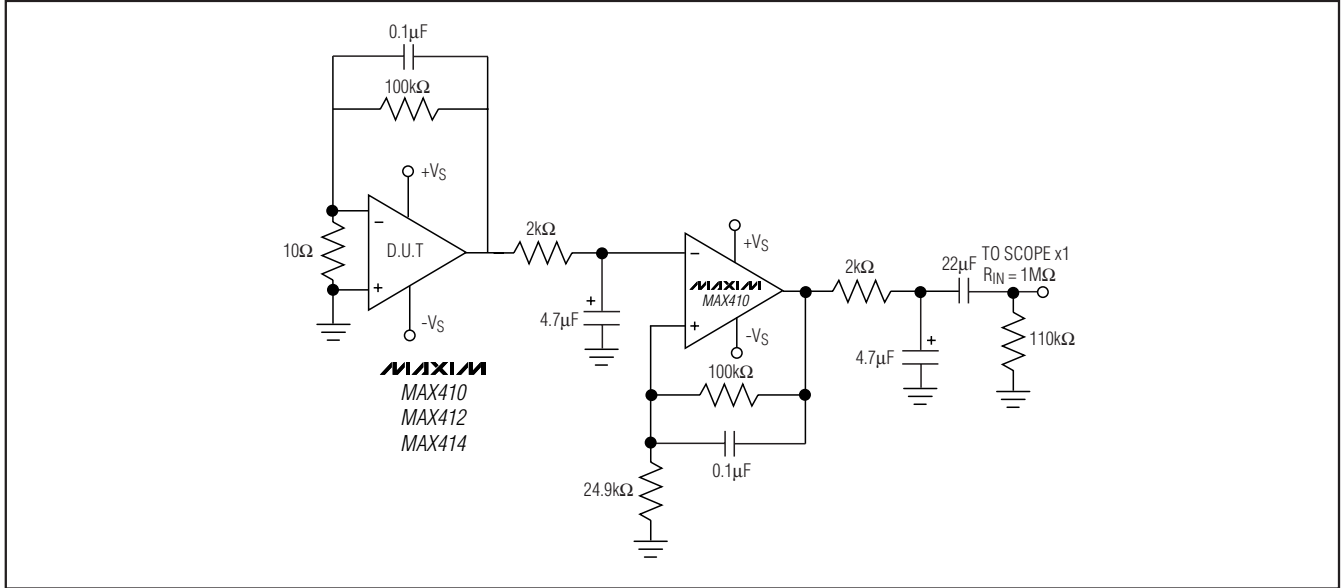 0.1µF
100kΩ
+VS
10Ω
−
D.U.T
+
-VS
MAXIM
MAX410
MAX412
MAX414
2kΩ
+
4.7µF
+VS
−
MAXIM
MAX410
+
-VS
100kΩ
0.1µF
24.9kΩ
2kΩ
+
4.7µF
22µF
TO SCOPE x1
RIN = 1MΩ
110kΩ